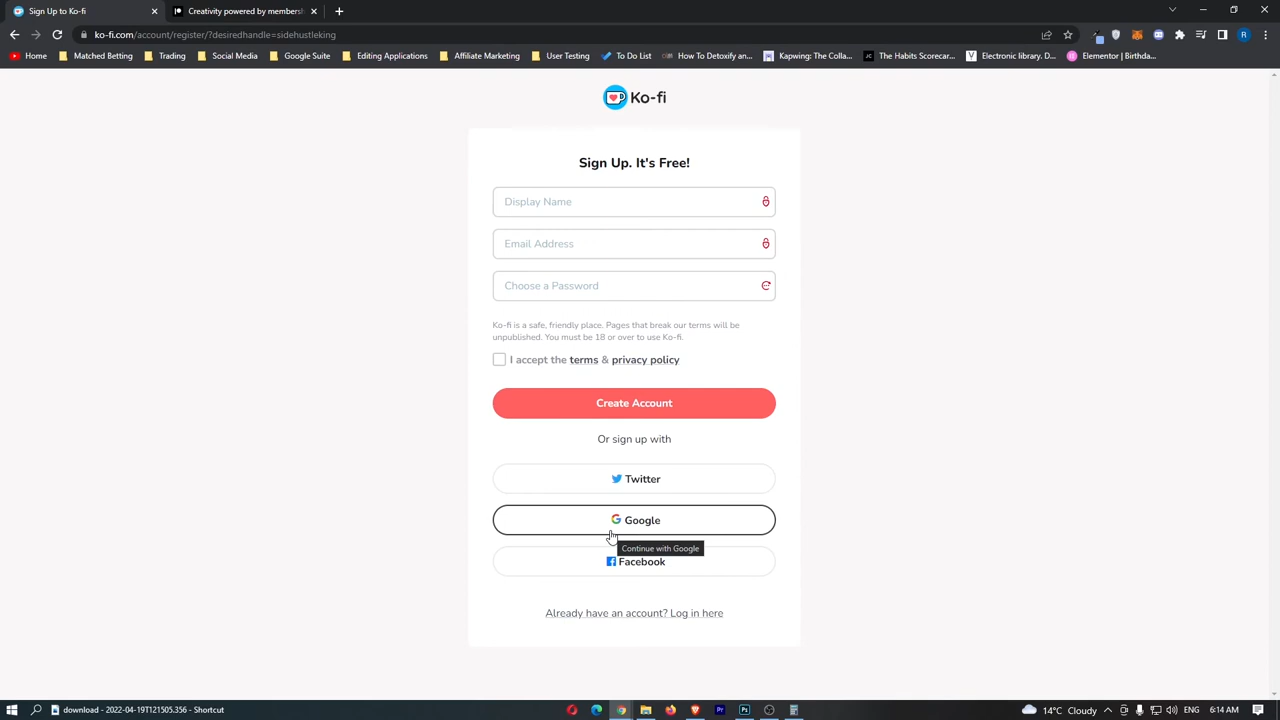 Sign Up to Ko-fi
Creativity powered by membersh
ko-fi.com/account/register/?desiredhandle=sidehustleking
R
Home
Matched Betting
Trading
Social Media
Google Suite
Editing Applications
Affiliate Marketing
User Testing
To Do List
How To Detoxify an...
Kapwing: The Colla...
JC
The Habits Scorecar...
Electronic library. D...
Elementor | Birthda...
Ko-fi
Sign Up. It's Free!
Display Name
Email Address
Choose a Password
Ko-fi is a safe, friendly place. Pages that break our terms will be
unpublished. You must be 18 or over to use Ko-fi.
I accept the terms & privacy policy
Create Account
Or sign up with
Twitter
Google
Continue with Google
Facebook
Already have an account? Log in here
download - 2022-04-19T121505.356 - Shortcut
14°C Cloudy
6:14 AM